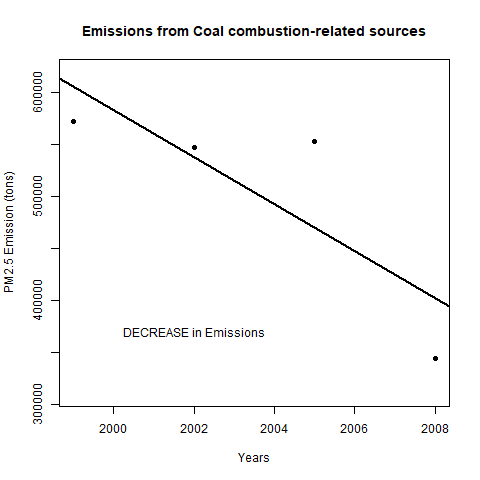 Emissions from Coal combustion-related sources
600000
500000
400000
300000
PM2.5 Emission (tons)
DECREASE in Emissions
2000 2002 2004 2006 2008
Years